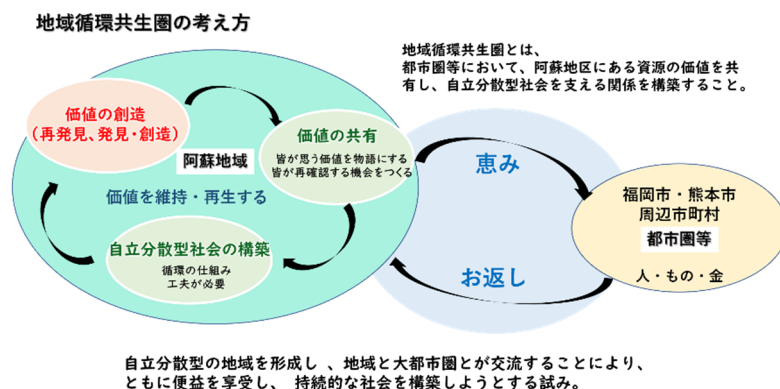 地域循環共生圏の考え方
地域循環共生圏とは、
都市圏等において、阿蘇地区にある資源の価値を共
有し、自立分散型社会を支える関係を構築すること。
価値の創造
(再発見、発見・創造)
価値の共有
皆が思う価値を物語にする
皆が再確認する機会をつくる
阿蘇地域
価値を維持・再生する
自立分散型社会の構築
循環の仕組み
工夫が必要
恵み
お返し
福岡市・熊本市
周辺市町村
都市圏等
人・もの・金
自立分散型の地域を形成し 、地域と大都市圏とが交流することにより、
ともに便益を享受し、 持続的な社会を構築しようとする試み。